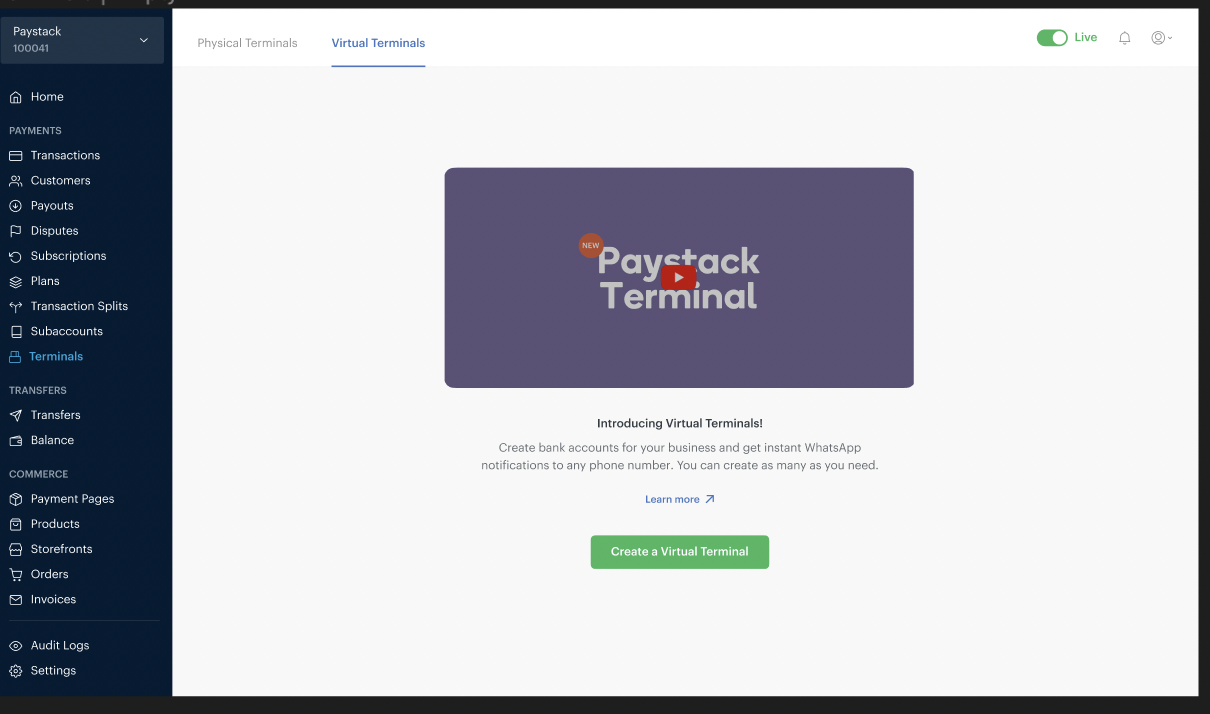 Paystack
100041
Home
PAYMENTS
Transactions
Customers
Payouts
Disputes
Subscriptions
Plans
Transaction Splits
Subaccounts
Terminals
TRANSFERS
Transfers
Balance
COMMERCE
Payment Pages
Products
Storefronts
Orders
Invoices
Audit Logs
Settings
Physical Terminals
Virtual Terminals
Live
NEW
Paystack
Terminal
Introducing Virtual Terminals!
Create bank accounts for your business and get instant WhatsApp
notifications to any phone number. You can create as many as you need.
Learn more
Create a Virtual Terminal